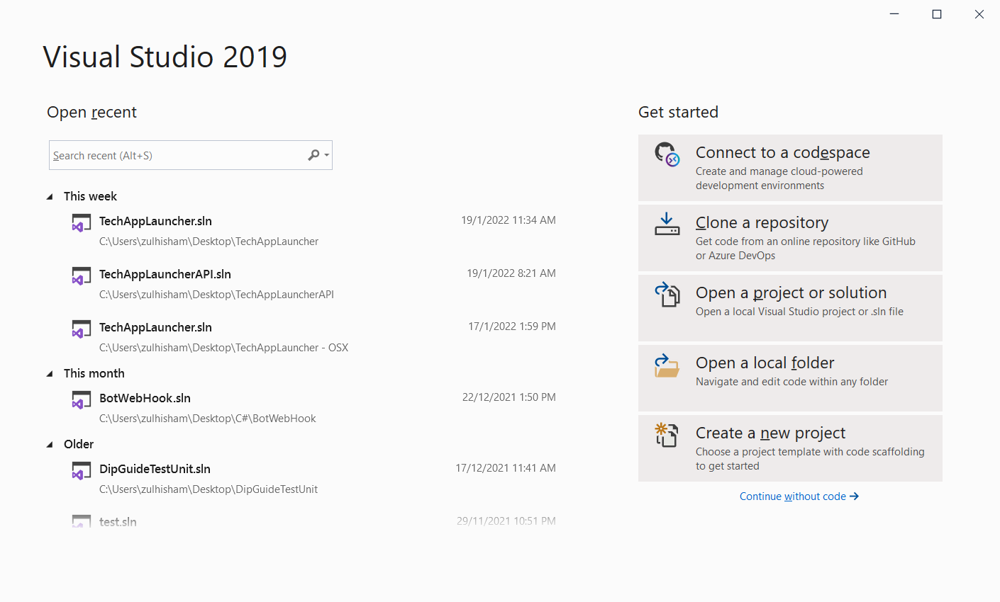 Visual Studio 2019
Open recent
Search recent (Alt+S)
This week
TechAppLauncher.sln 19/1/2022 11:34 AM
C:\Users\zulhisham\Desktop\TechAppLauncher
TechAppLauncherAPI.sln 19/1/2022 8:21 AM
C:\Users\zulhisham\Desktop\TechAppLauncherAPI
TechAppLauncher.sln 17/1/2022 1:59 PM
C:\Users\zulhisham\Desktop\TechAppLauncher - OSX
This month
BotWebHook.sln 22/12/2021 1:50 PM
C:\Users\zulhisham\Desktop\C#\BotWebHook
Older
DipGuideTestUnit.sln 17/12/2021 11:41 AM
C:\Users\zulhisham\Desktop\DipGuideTestUnit
test.sln 29/11/2021 10:51 PM
Get started
Connect to a codespace
Create and manage cloud-powered
development environments
Clone a repository
Get code from an online repository like GitHub
or Azure DevOps
Open a project or solution
Open a local Visual Studio project or .sln file
Open a local folder
Navigate and edit code within any folder
Create a new project
Choose a project template with code scaffolding
to get started
Continue without code